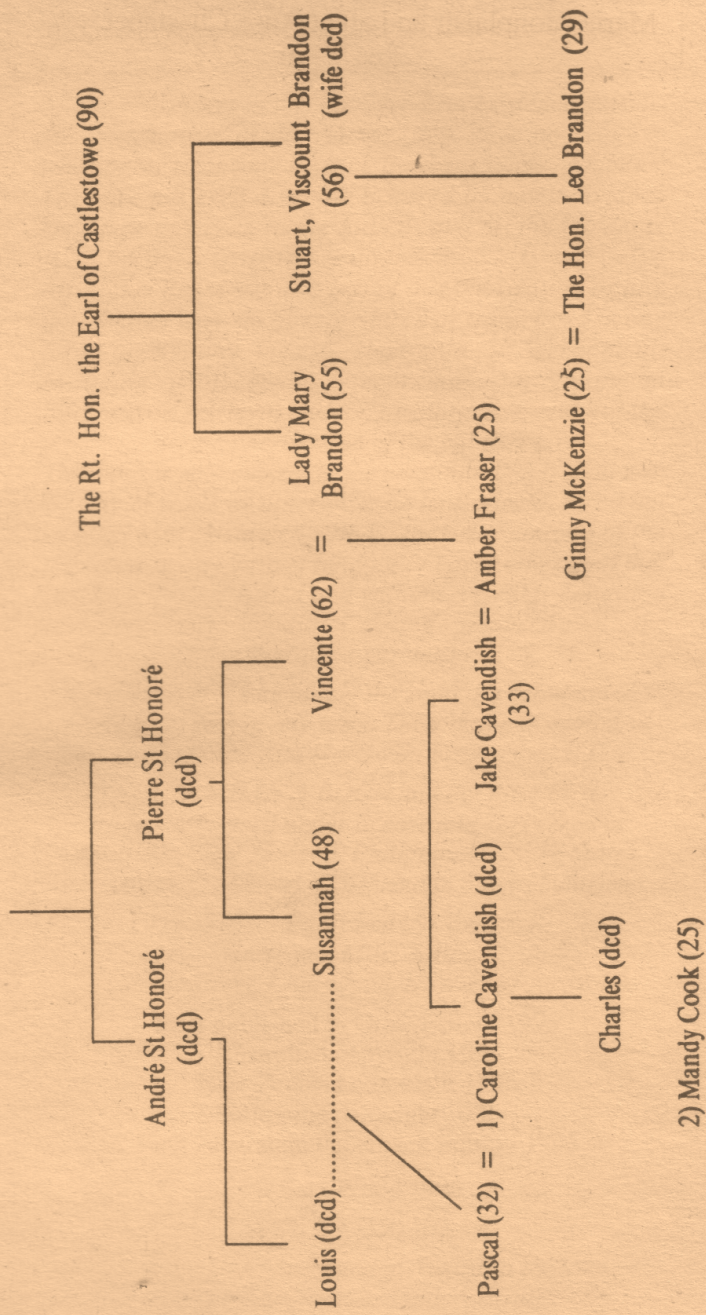 The Rt. Hon. the Earl of Castlestowe (90)
André St Honoré
(dcd)
Pierre St Honoré
(dcd)
Louis (dcd)
Susannah (48)
Vincente (62) =
Lady Mary
Brandon (55)
Stuart, Viscount Brandon
(56)
(wife dcd)
Pascal (32) = 1) Caroline Cavendish (dcd)
Jake Cavendish = Amber Fraser (25)
(33)
Charles (dcd)
Ginny McKenzie (25) = The Hon. Leo Brandon (29)
2) Mandy Cook (25)